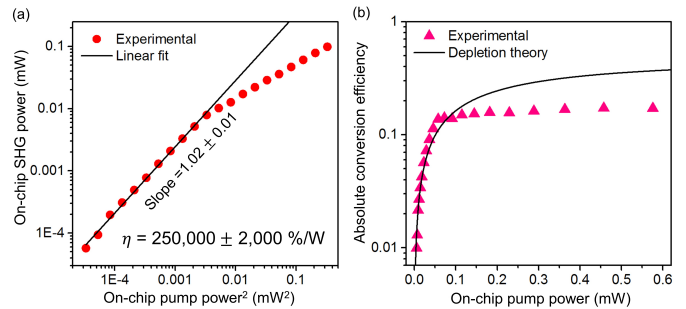 (a)
On-chip SHG power (mW)
0.1
0.01
0.001
1E-4
Experimental
Linear fit
Slope =1.02 ± 0.01
η = 250,000 ± 2,000 %/W
1E-4 0.001 0.01 0.1
On-chip pump power² (mW²)
(b)
Absolute conversion efficiency
1
0.1
0.01
Experimental
Depletion theory
0.0 0.1 0.2 0.3 0.4 0.5 0.6
On-chip pump power (mW)